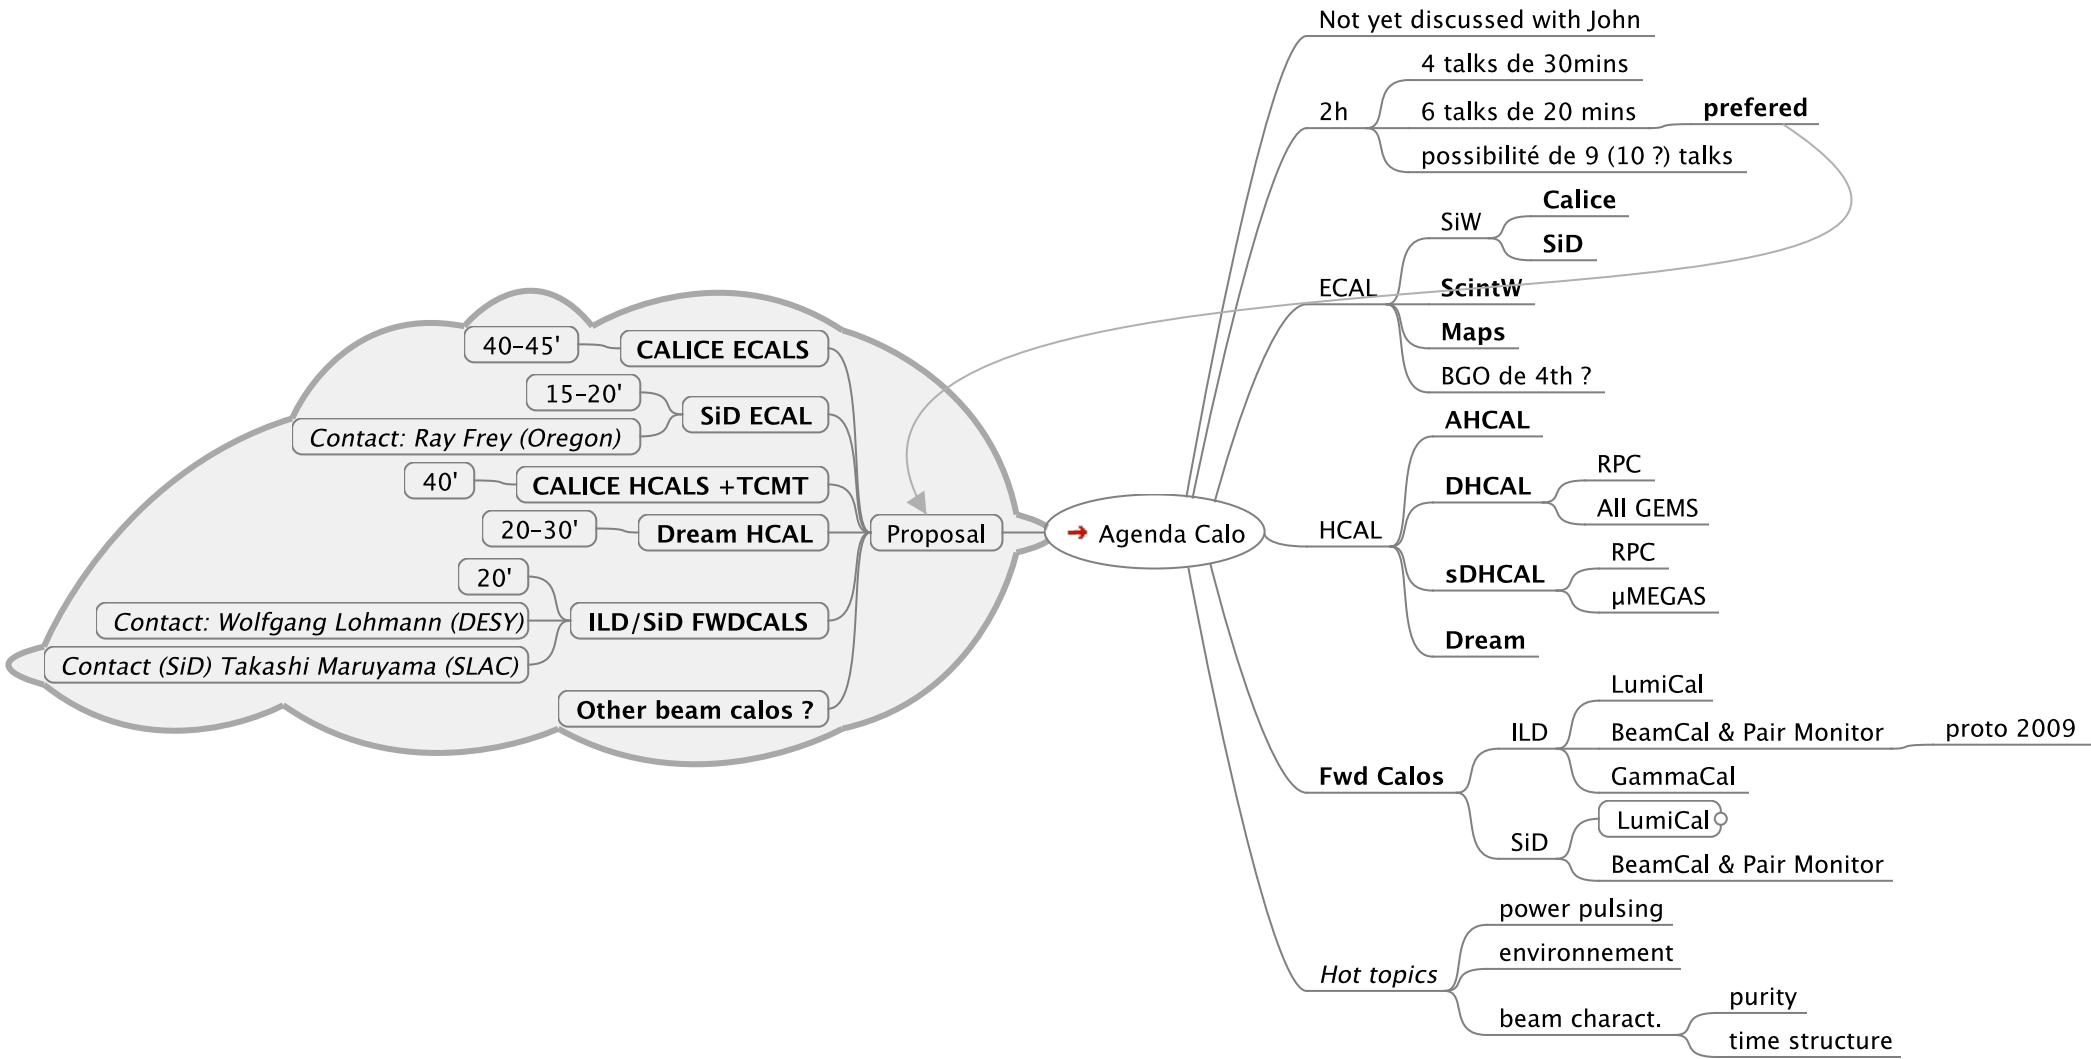 Agenda Calo
Not yet discussed with John
2h
4 talks de 30mins
6 talks de 20 mins
prefered
possibilité de 9 (10 ?) talks
ECAL
SiW
Calice
SiD
ScintW
Maps
BGO de 4th ?
HCAL
AHCAL
DHCAL
RPC
All GEMS
sDHCAL
RPC
µMEGAS
Dream
Fwd Calos
ILD
LumiCal
BeamCal & Pair Monitor
proto 2009
GammaCal
SiD
LumiCal
BeamCal & Pair Monitor
Hot topics
power pulsing
environnement
beam charact.
purity
time structure
Proposal
CALICE ECALS
40-45'
SiD ECAL
15-20'
Contact: Ray Frey (Oregon)
CALICE HCALS +TCMT
40'
Dream HCAL
20-30'
ILD/SiD FWDCALS
20'
Contact: Wolfgang Lohmann (DESY)
Contact (SiD) Takashi Maruyama (SLAC)
Other beam calos ?